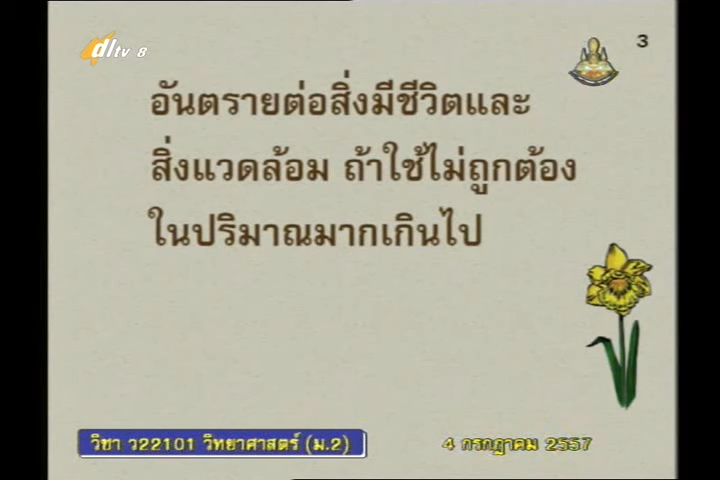 dltv 8
3
อันตรายต่อสิ่งมีชีวิตและ
สิ่งแวดล้อม ถ้าใช้ไม่ถูกต้อง
ในปริมาณมากเกินไป
วิชา ว22101 วิทยาศาสตร์ (ม.2)
4 กรกฎาคม 2557